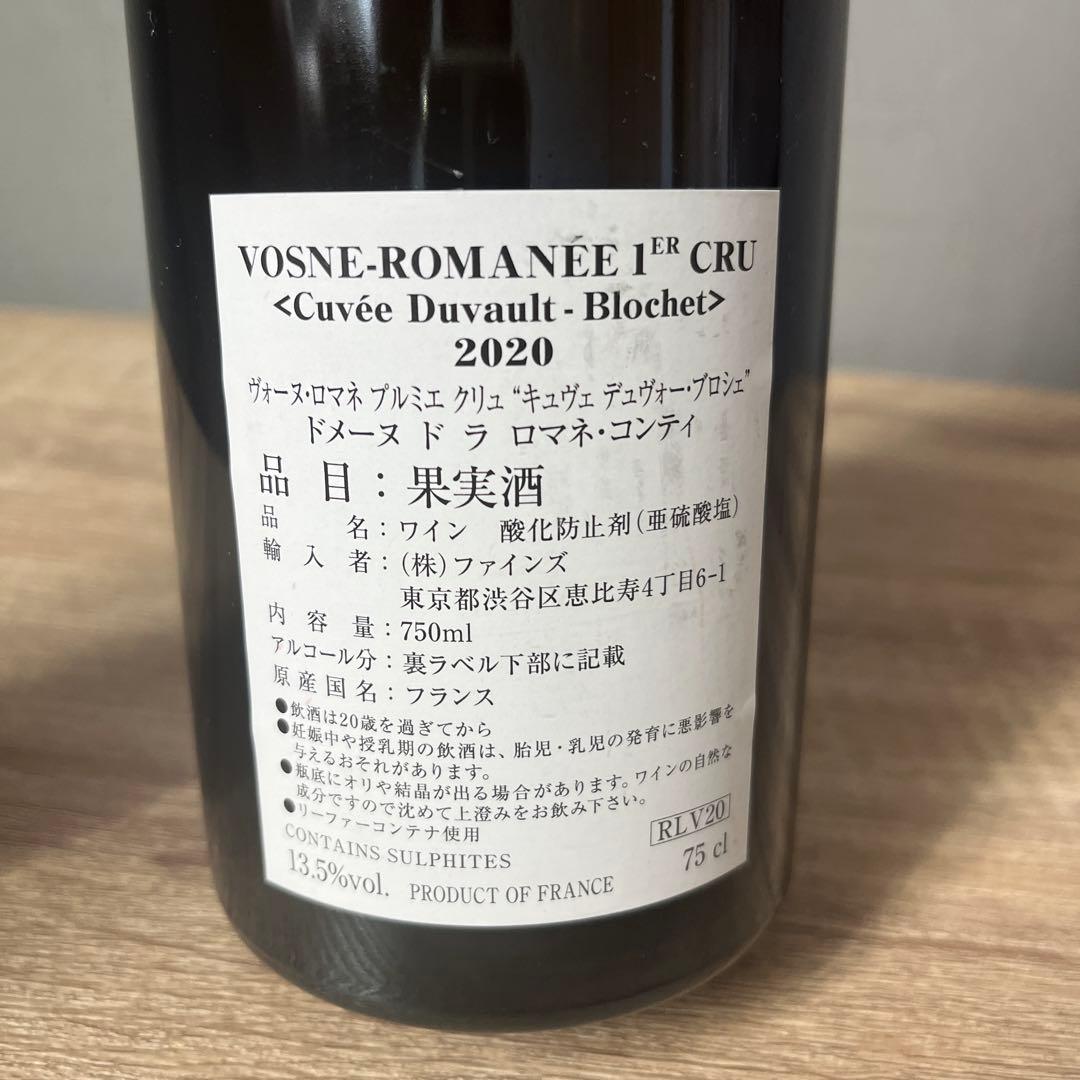 VOSNE-ROMANÉE 1ER CRU
<Cuvée Duvault - Blochet>
2020
ヴォーヌ・ロマネ プルミエ クリュ “キュヴェ デュヴォー・ブロシェ”
ドメーヌ ド ラ ロマネ・コンティ
品目：果実酒
品名：ワイン 酸化防止剤(亜硫酸塩)
輸入者：(株)ファインズ
東京都渋谷区恵比寿4丁目6-1
内容量：750ml
アルコール分：裏ラベル下部に記載
原産国名：フランス
●飲酒は20歳を過ぎてから
●妊娠中や授乳期の飲酒は、胎児・乳児の発育に悪影響を
与えるおそれがあります。
●瓶底にオリや結晶が出る場合があります。ワインの自然な
成分ですので沈めて上澄みをお飲み下さい。
●リーファーコンテナ使用
RLV20
CONTAINS SULPHITES
75 cl
13.5%vol. PRODUCT OF FRANCE